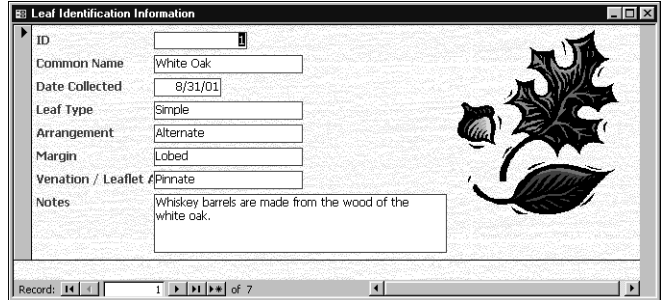 Leaf Identification Information
ID 1
Common Name White Oak
Date Collected 8/31/01
Leaf Type Simple
Arrangement Alternate
Margin Lobed
Venation / Leaflet A Pinnate
Notes Whiskey barrels are made from the wood of the
white oak.
Record: 1 of 7